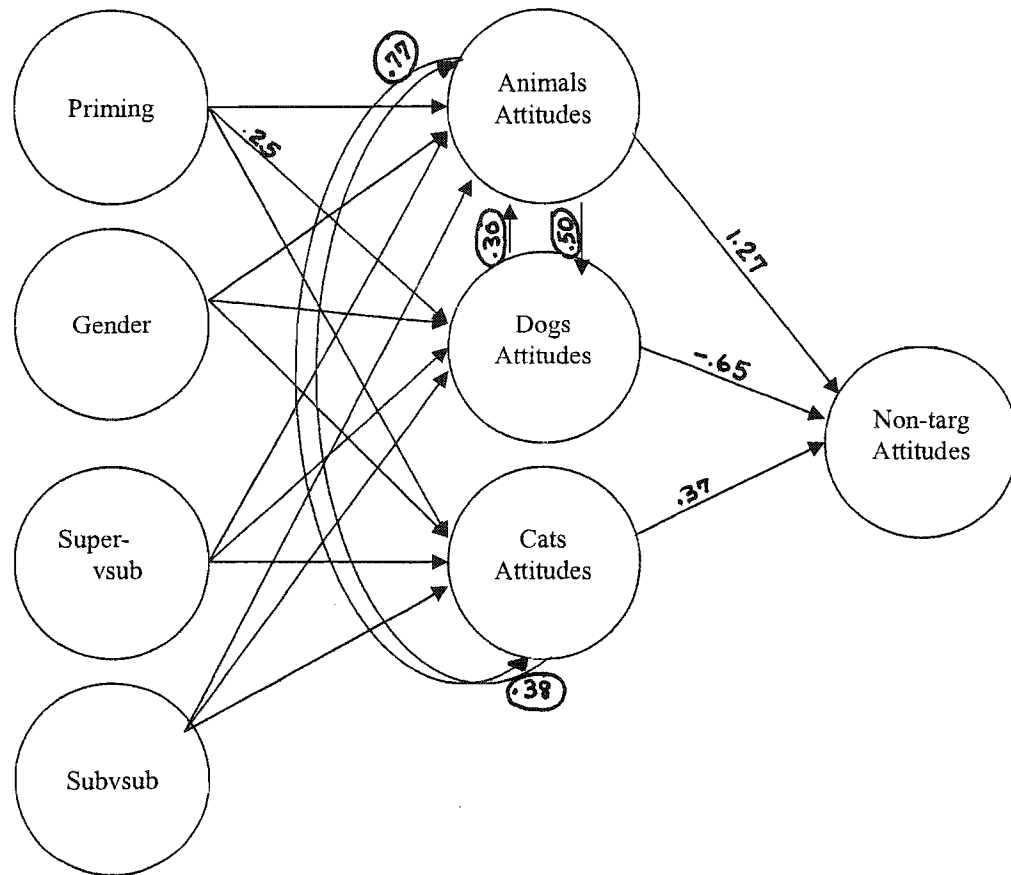 .77
Priming
Animals
Attitudes
.25
.30
.50
1.27
Gender
Dogs
Attitudes
-.65
Non-targ
Attitudes
.37
Super-
vsub
Cats
Attitudes
.38
Subvsub